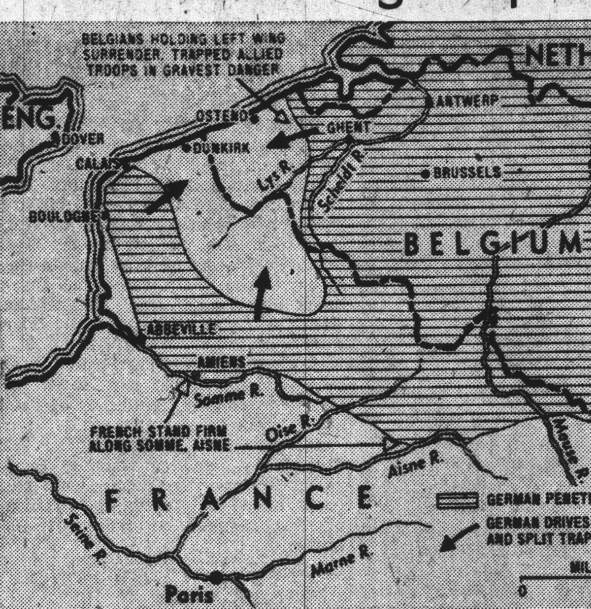 BELGIANS HOLDING LEFT WING
SURRENDER, TRAPPED ALLIED
TROOPS IN GRAVEST DANGER
NETH
ENG.
DOVER
OSTEND
ANTWERP
GHENT
DUNKIRK
CALAIS
Lys R.
Scheldt R.
BRUSSELS
BOULOGNE
BELGIUM
ABBEVILLE
AMIENS
Somme R.
FRENCH STAND FIRM
ALONG SOMME, AISNE
Oise R.
Aisne R.
Meuse R.
FRANCE
GERMAN PENET
GERMAN DRIVES
AND SPLIT TRAP
Seine R.
Marne R.
MIL
0
Paris